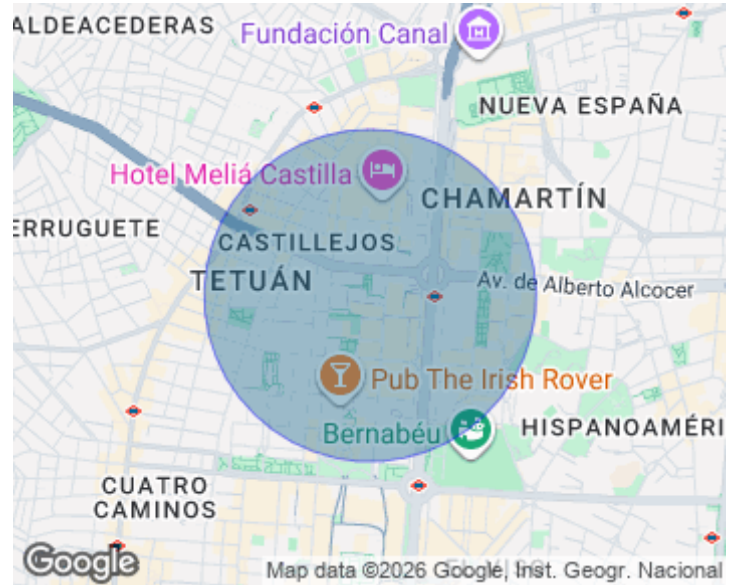 ALDEACEDERAS
Fundación Canal
NUEVA ESPAÑA
Hotel Meliá Castilla
CHAMARTÍN
ERRUGUETE
CASTILLEJOS
TETUÁN
Av. de Alberto Alcocer
Pub The Irish Rover
Bernabéu
HISPANOAMÉRI
CUATRO
CAMINOS
Google
Map data ©2026 Google, Inst. Geogr. Nacional